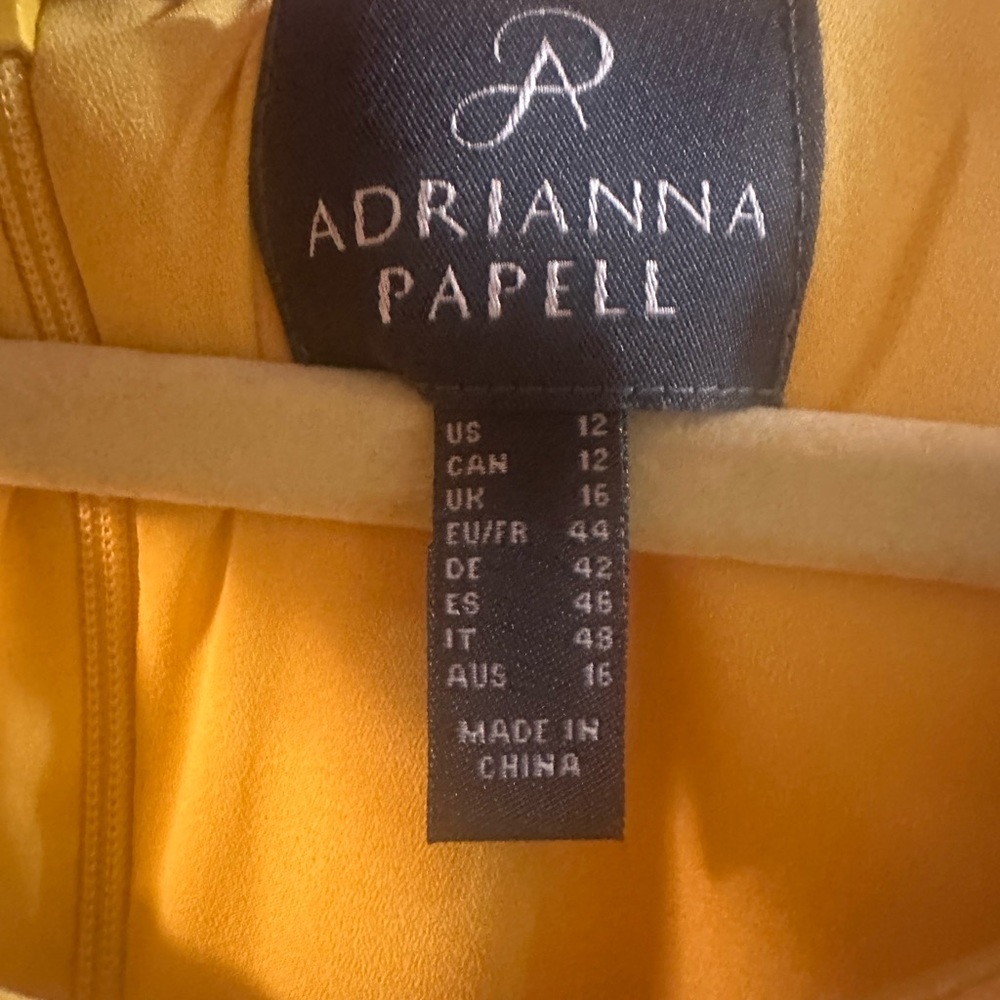 ADRIANNA
PAPELL
US 12
CAN 12
UK 16
EU/FR 44
DE 42
ES 46
IT 48
AUS 16
MADE IN
CHINA